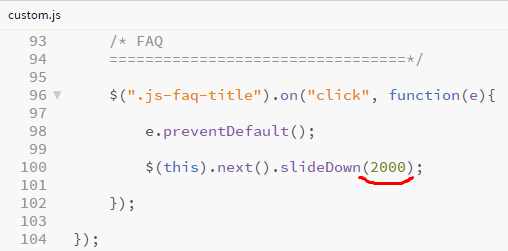 custom.js
93 /* FAQ
94 =================================*/
95
96 $(".js-faq-title").on("click", function(e){
97
98 e.preventDefault();
99
100 $(this).next().slideDown(2000);
101
102 });
103
104 });